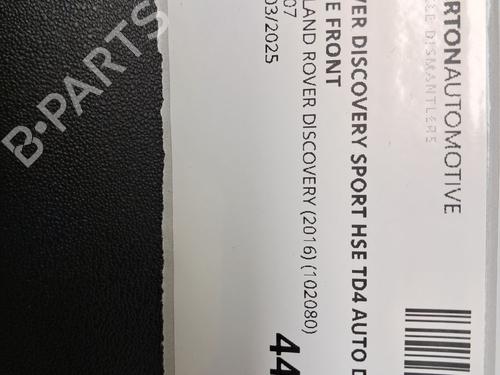 RTONAUTOMOTIVE
LE DISMANTLERS
VER DISCOVERY SPORT HSE TD4 AUTO D
E FRONT
07
LAND ROVER DISCOVERY (2016) (102080)
03/2025
44
B-PARTS